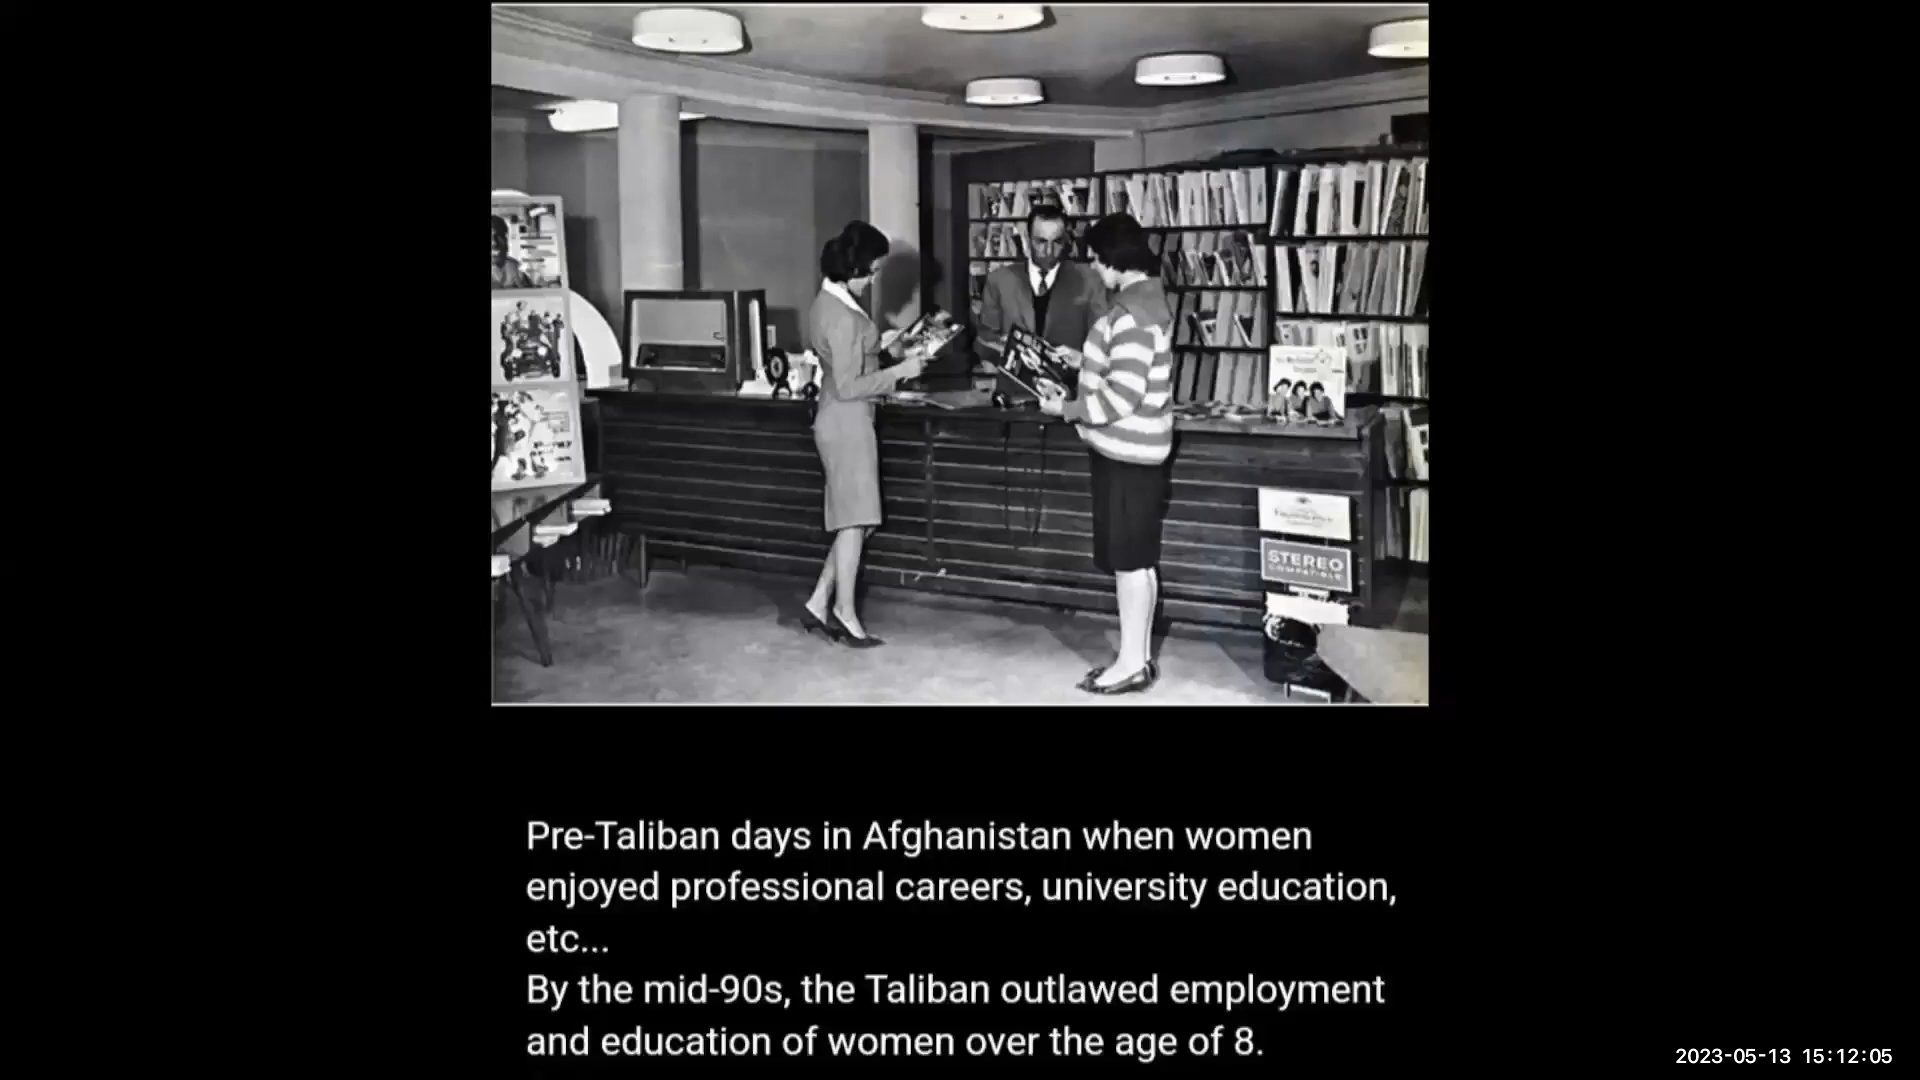 STEREO
COMPATIBLE
Pre-Taliban days in Afghanistan when women
enjoyed professional careers, university education,
etc...
By the mid-90s, the Taliban outlawed employment
and education of women over the age of 8.
2023-05-13 15:12:05